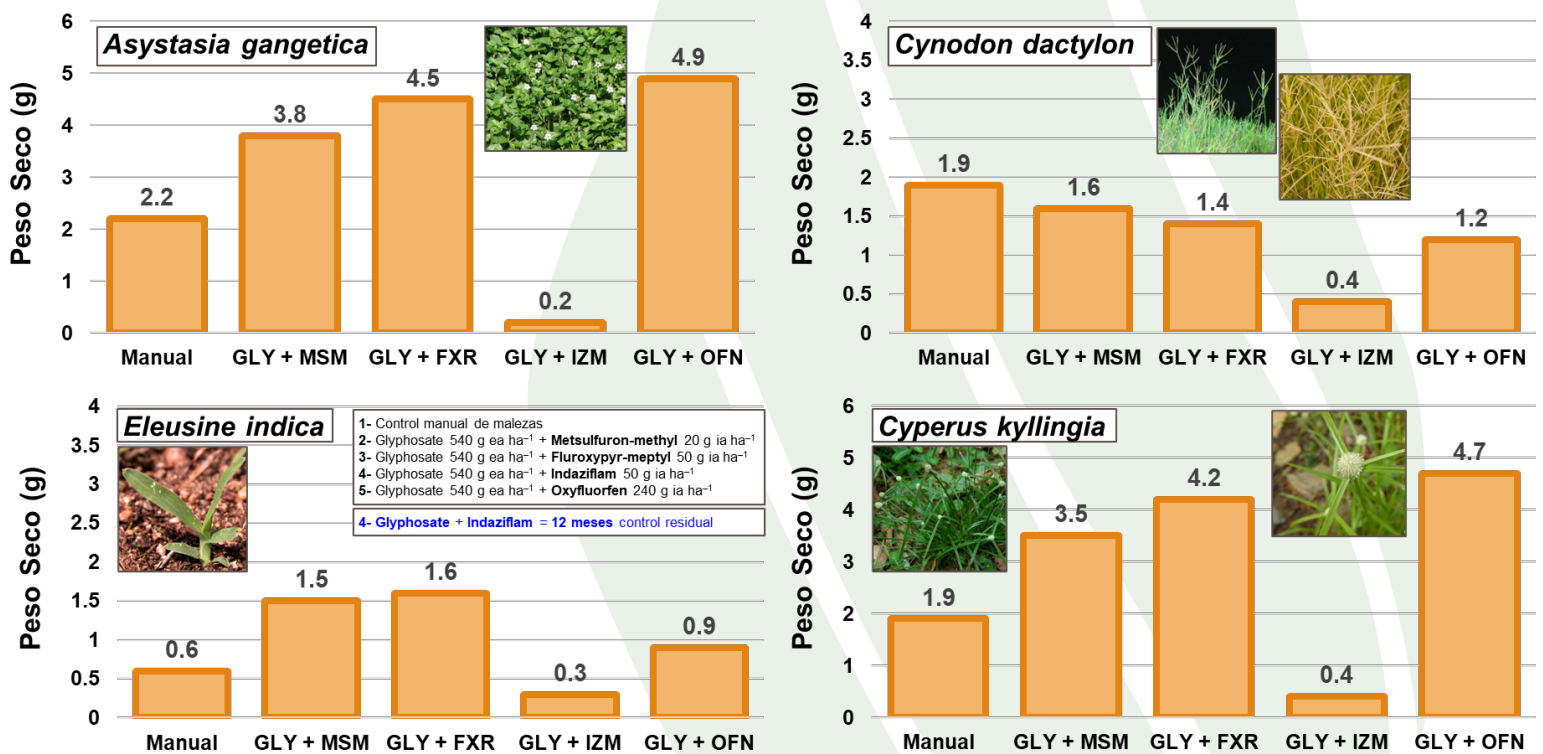 Asystasia gangetica
Peso Seco (g)
6
5
4
3
2
1
0
2.2
3.8
4.5
0.2
4.9
Manual
GLY + MSM
GLY + FXR
GLY + IZM
GLY + OFN
Cynodon dactylon
Peso Seco (g)
4
3.5
3
2.5
2
1.5
1
0.5
0
1.9
1.6
1.4
0.4
1.2
Manual
GLY + MSM
GLY + FXR
GLY + IZM
GLY + OFN
Eleusine indica
1- Control manual de malezas
2- Glyphosate 540 g ea ha⁻¹ + Metsulfuron-methyl 20 g ia ha⁻¹
3- Glyphosate 540 g ea ha⁻¹ + Fluroxypyr-meptyl 50 g ia ha⁻¹
4- Glyphosate 540 g ea ha⁻¹ + Indaziflam 50 g ia ha⁻¹
5- Glyphosate 540 g ea ha⁻¹ + Oxyfluorfen 240 g ia ha⁻¹
4- Glyphosate + Indaziflam = 12 meses control residual
Peso Seco (g)
4
3.5
3
2.5
2
1.5
1
0.5
0
0.6
1.5
1.6
0.3
0.9
Manual
GLY + MSM
GLY + FXR
GLY + IZM
GLY + OFN
Cyperus kyllingia
Peso Seco (g)
6
5
4
3
2
1
0
1.9
3.5
4.2
0.4
4.7
Manual
GLY + MSM
GLY + FXR
GLY + IZM
GLY + OFN